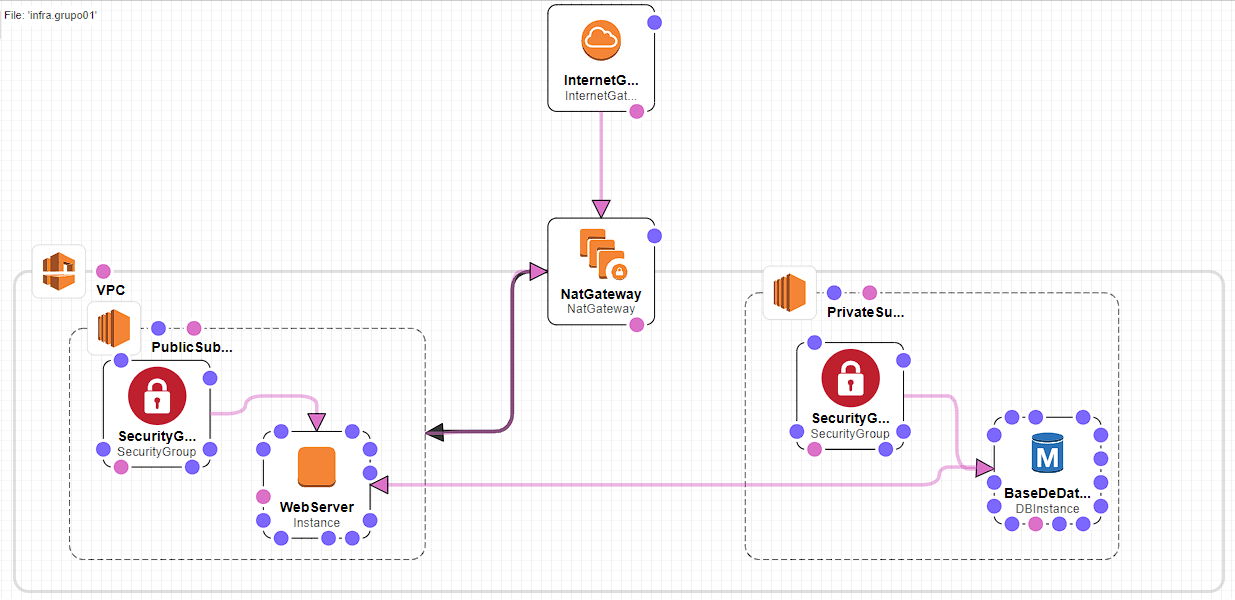 File: 'infra.grupo01'
InternetG...
InternetGat...
NatGateway
NatGateway
VPC
PublicSub...
SecurityG...
SecurityGroup
WebServer
Instance
PrivateSu...
SecurityG...
SecurityGroup
M
BaseDeDat...
DBInstance